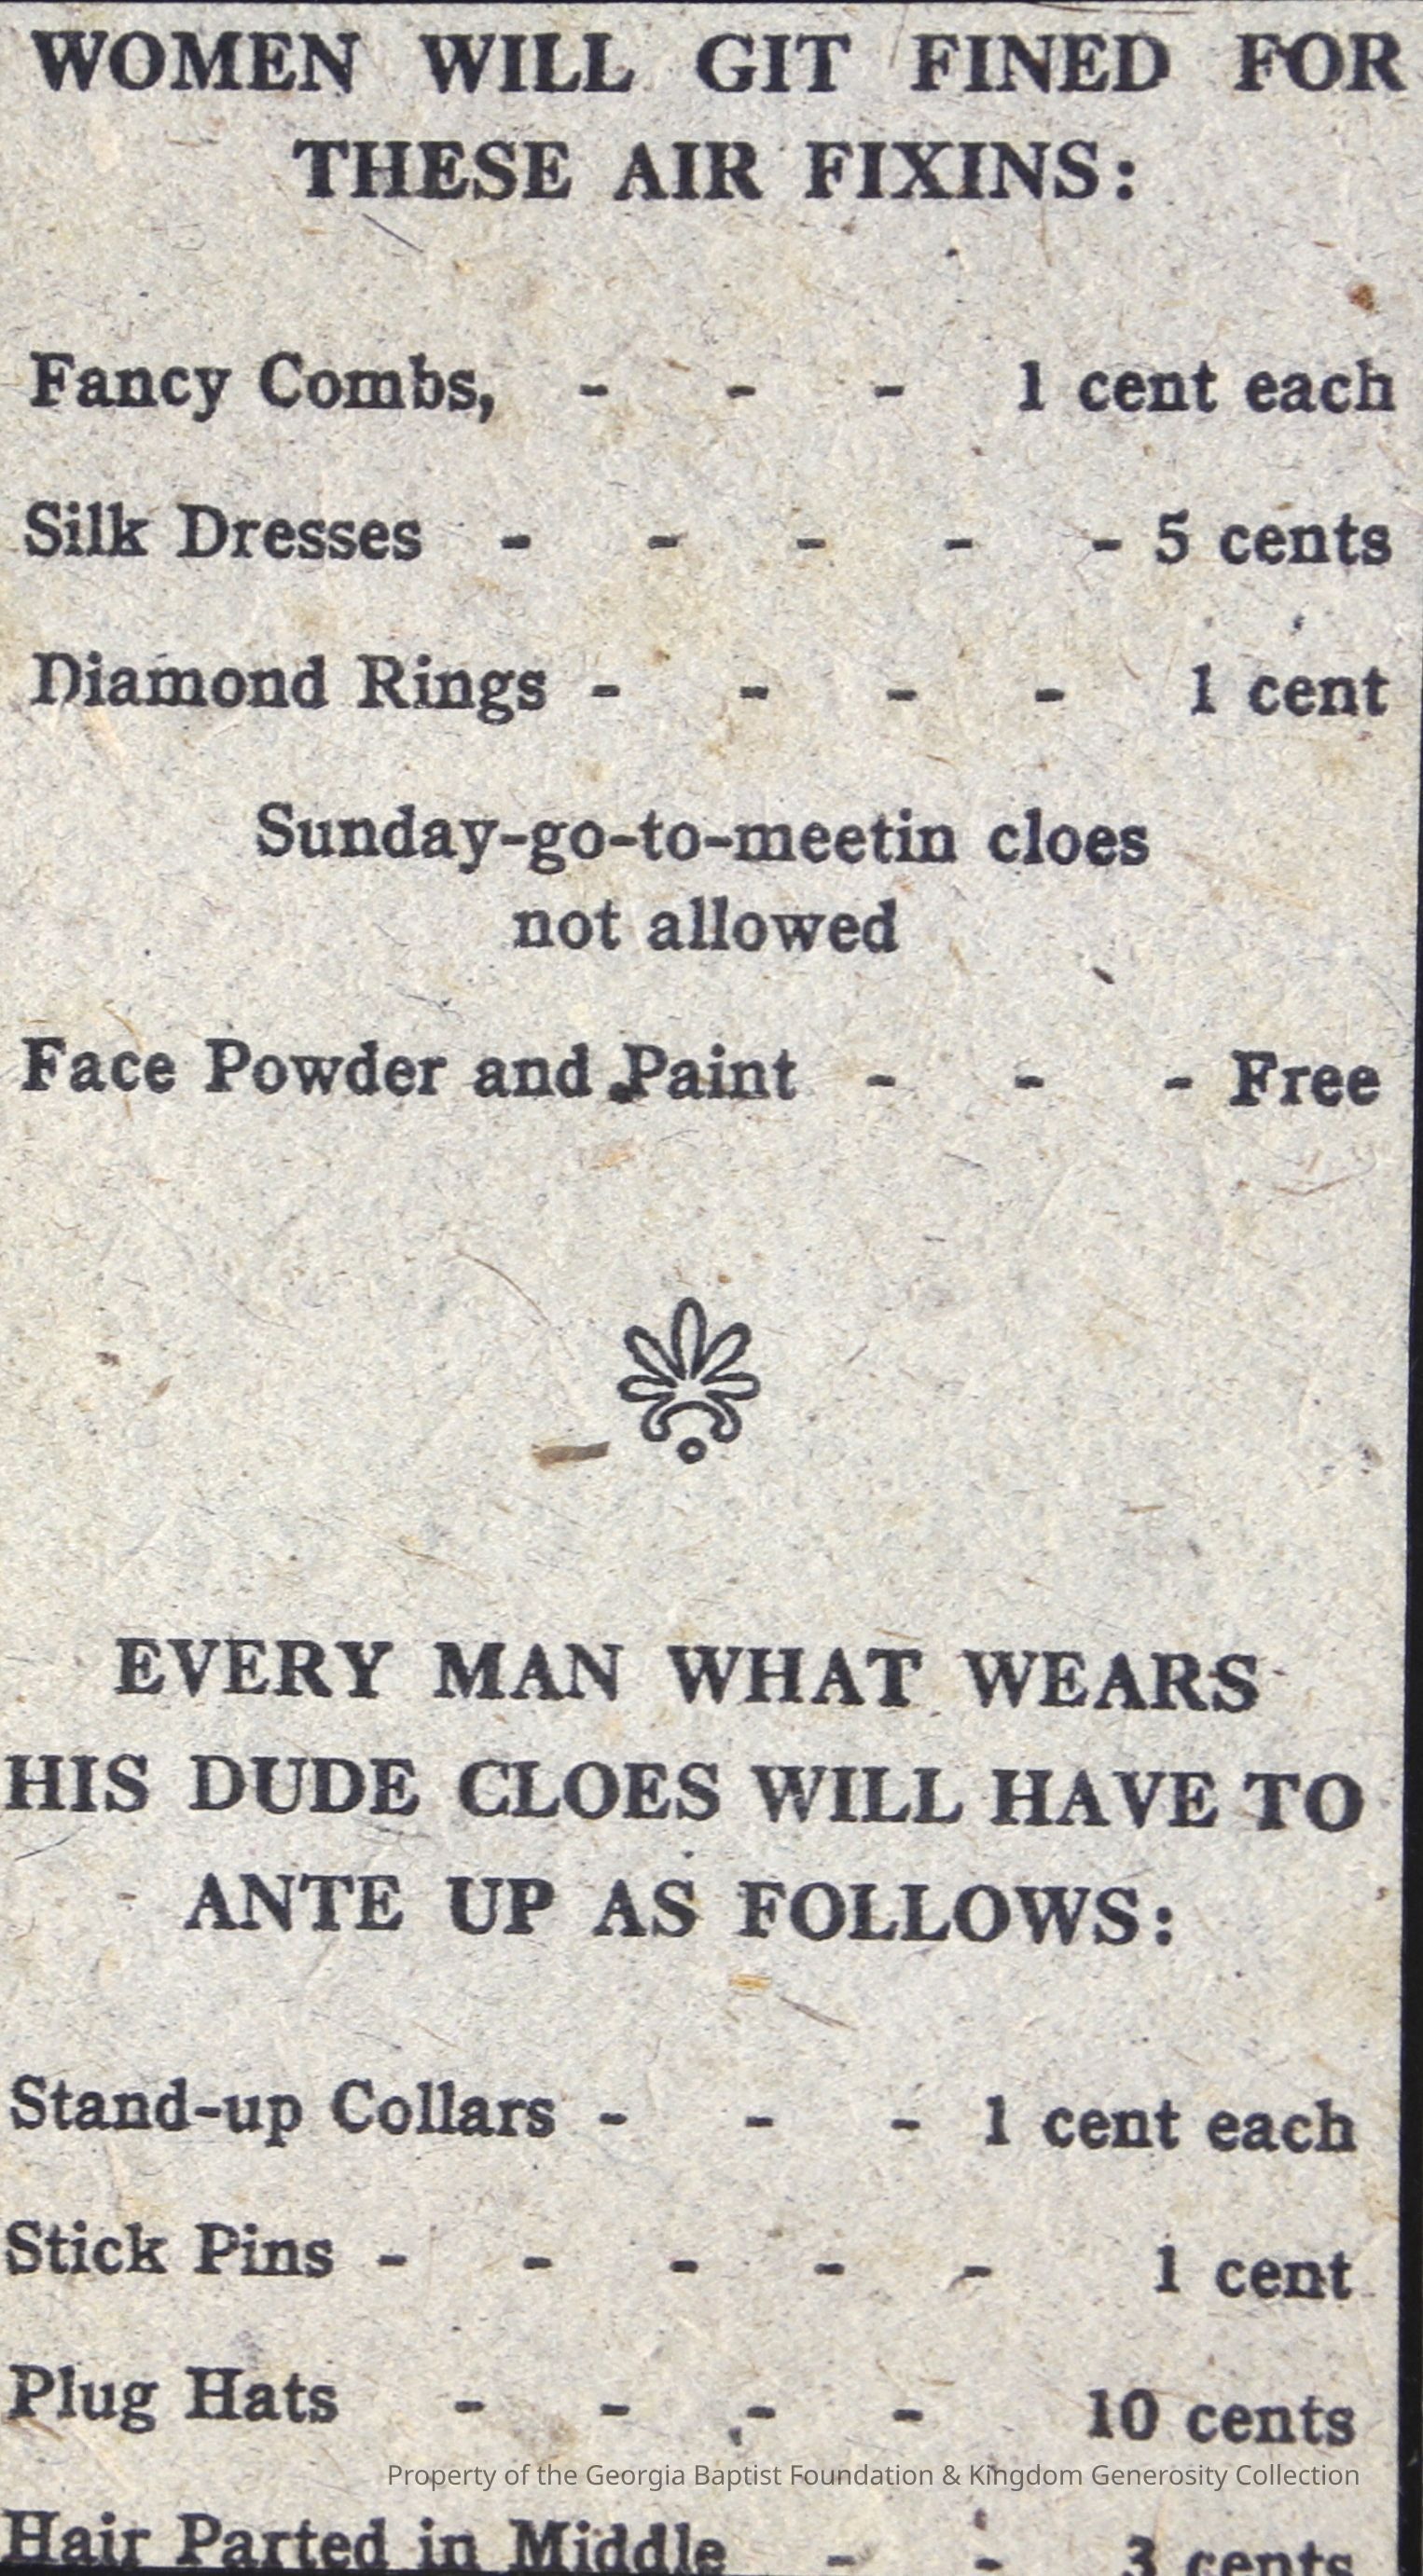 WOMEN WILL GIT FINED FOR
THESE AIR FIXINS:
Fancy Combs, - - - 1 cent each
Silk Dresses - - - - - 5 cents
Diamond Rings - - - - 1 cent
Sunday-go-to-meetin cloes
not allowed
Face Powder and Paint - - - Free
EVERY MAN WHAT WEARS
HIS DUDE CLOES WILL HAVE TO
ANTE UP AS FOLLOWS:
Stand-up Collars - - - 1 cent each
Stick Pins - - - - - 1 cent
Plug Hats - - - - 10 cents
Property of the Georgia Baptist Foundation & Kingdom Generosity Collection
Hair Parted in Middle - - 3 cents